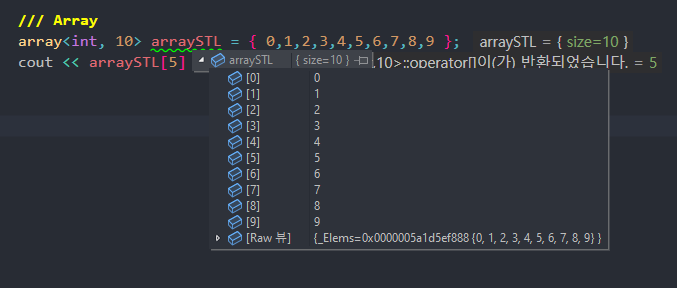 /// Array
array<int, 10> arraySTL = { 0,1,2,3,4,5,6,7,8,9 }; arraySTL = { size=10 }
cout << arraySTL[5] arraySTL { size=10 } 10>::operator[]이(가) 반환되었습니다. = 5
[0] 0
[1] 1
[2] 2
[3] 3
[4] 4
[5] 5
[6] 6
[7] 7
[8] 8
[9] 9
[Raw 뷰] {_Elems=0x0000005a1d5ef888 {0, 1, 2, 3, 4, 5, 6, 7, 8, 9} }